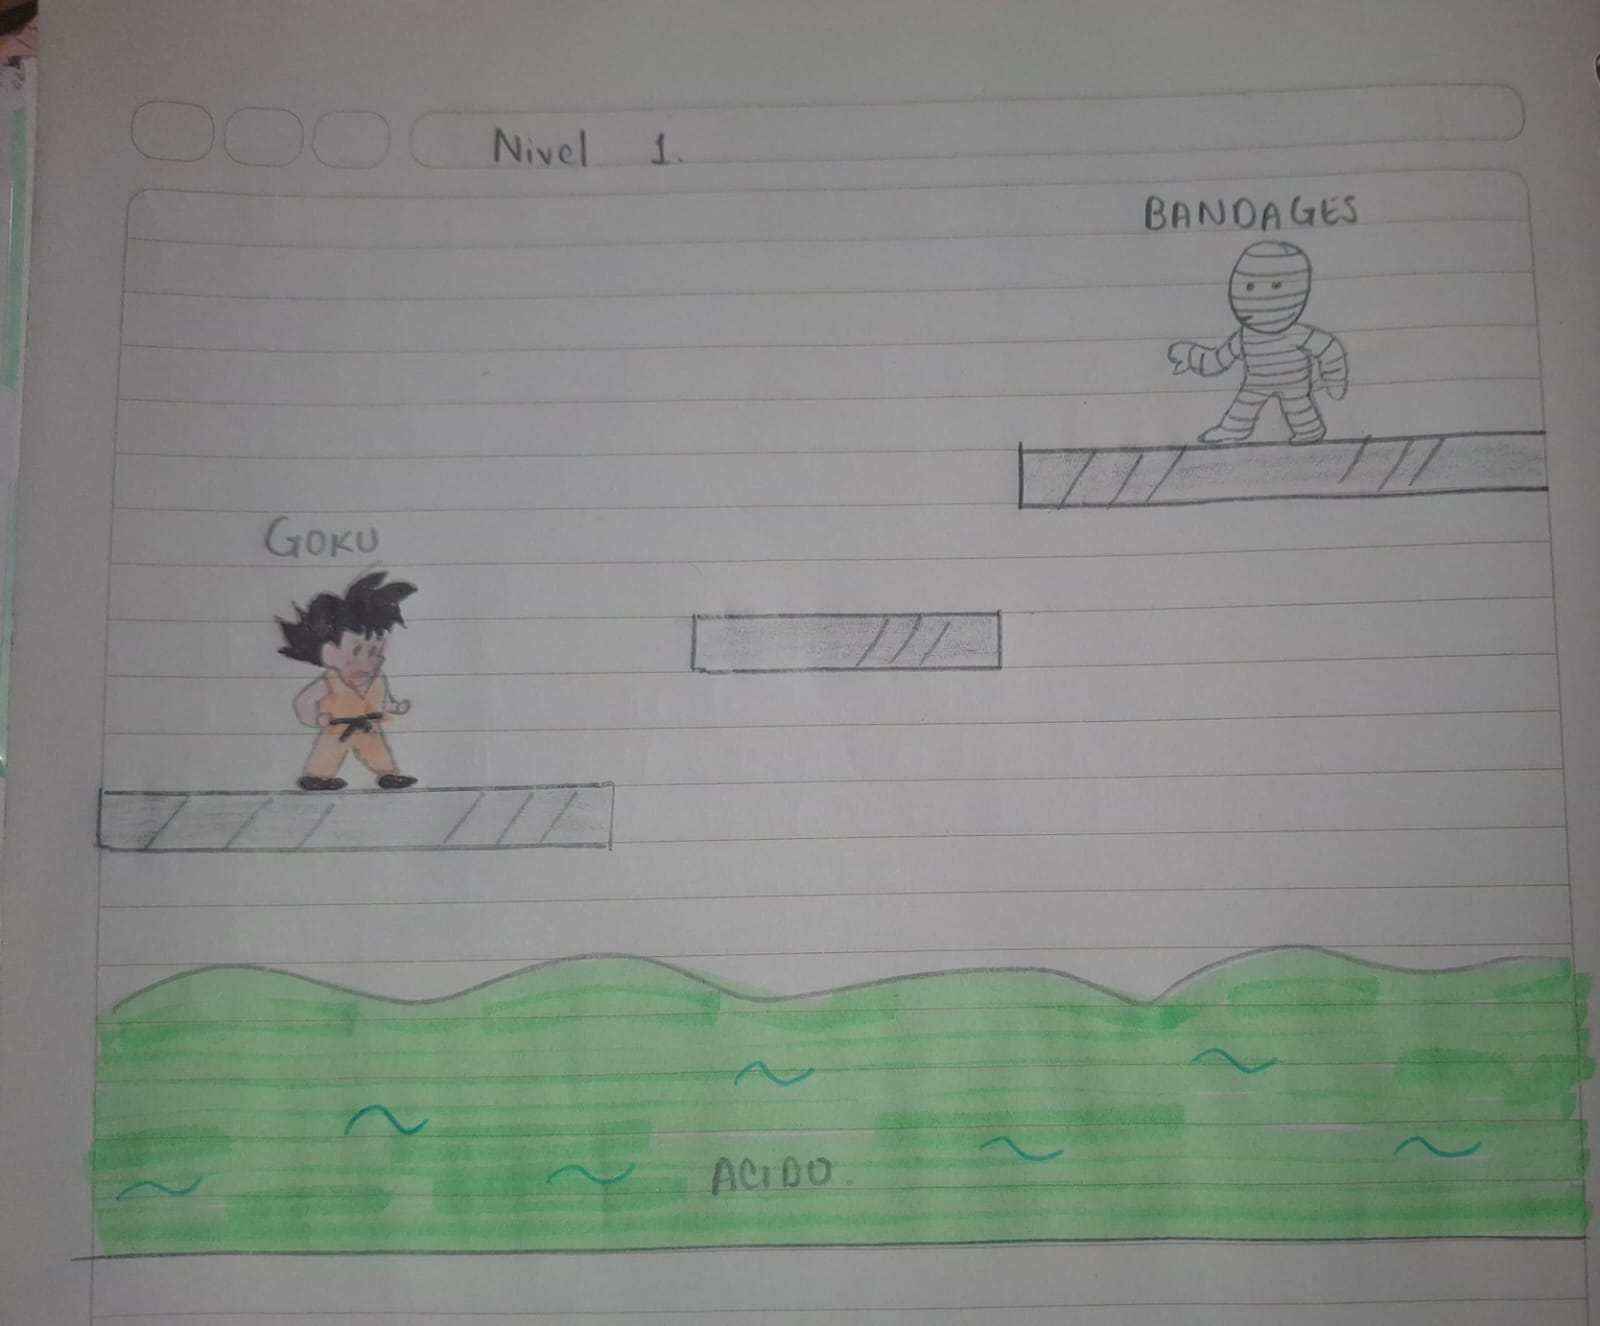 Nivel 1.
BANDAGES
GOKU
ACIDO.